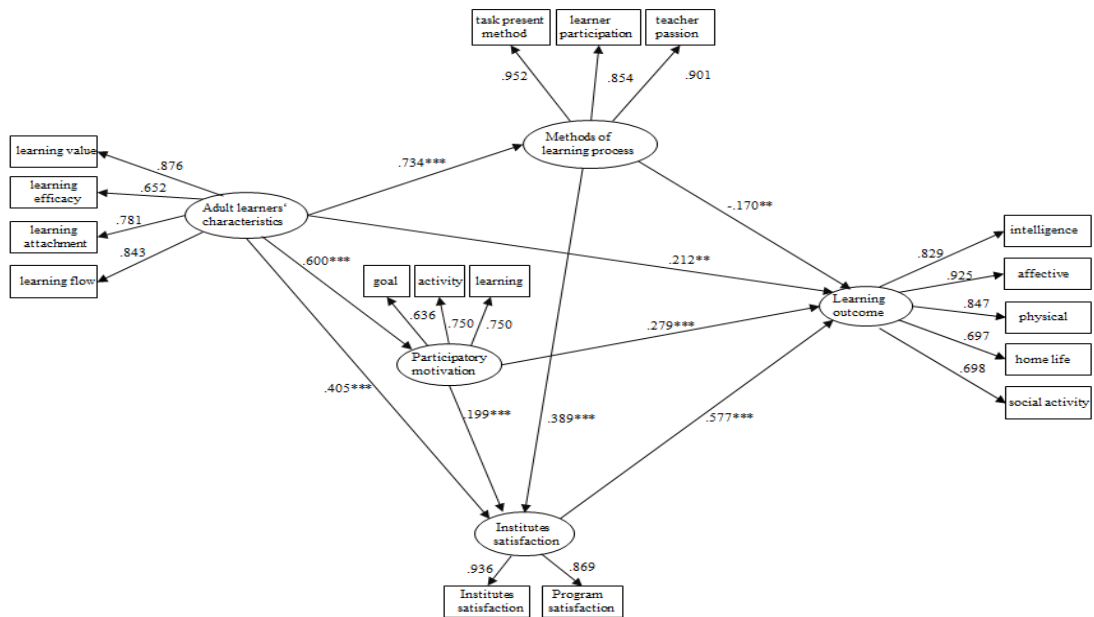 task present
method
learner
participation
teacher
passion
.952
.854
.901
Methods of
learning process
learning value
.876
learning
efficacy
.652
learning
attachment
.781
learning flow
.843
Adult learners'
characteristics
.734***
-.170**
.212**
.600***
goal
activity
learning
.636
.750
.750
Participatory
motivation
.279***
.405***
.199***
.389***
.577***
Learning
outcome
.829
intelligence
.925
affective
.847
physical
.697
home life
.698
social activity
Institutes
satisfaction
.936
.869
Institutes
satisfaction
Program
satisfaction